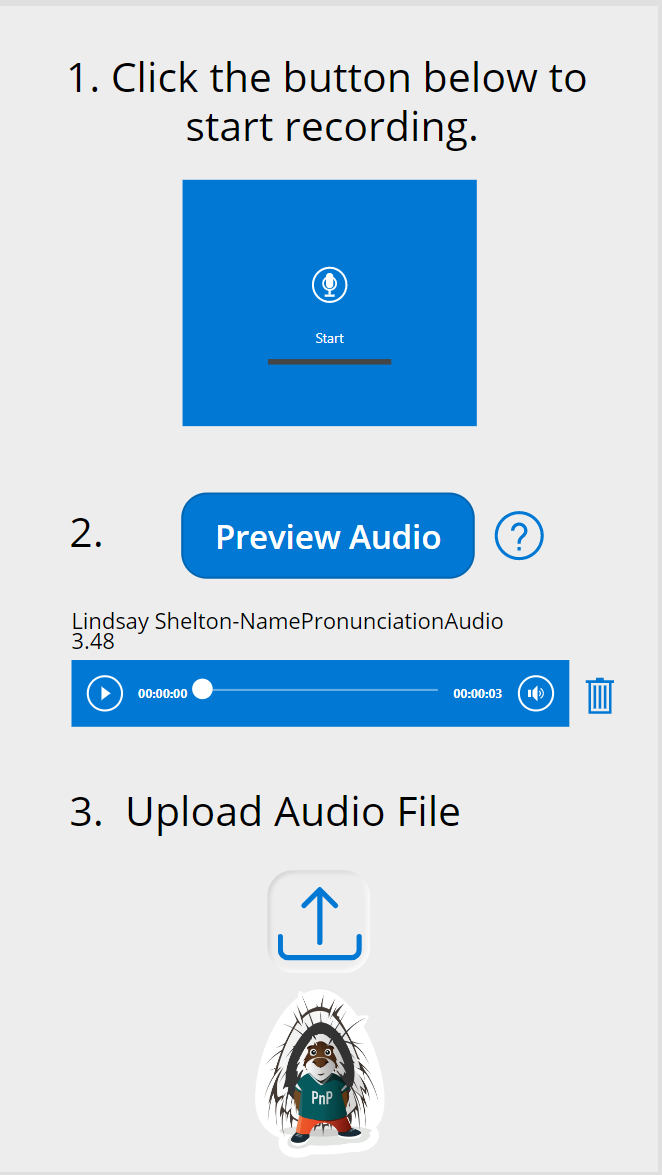 1. Click the button below to
start recording.
Start
2.
Preview Audio
?
Lindsay Shelton-NamePronunciationAudio
3.48
00:00:00
00:00:03
3. Upload Audio File
PnP